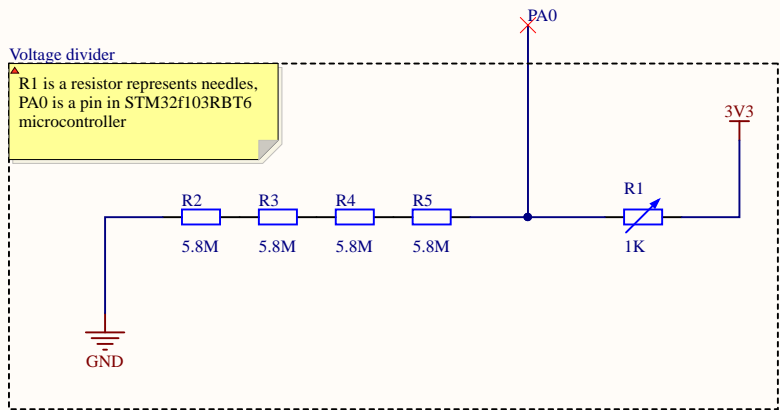 PA0
Voltage divider
R1 is a resistor represents needles,
PA0 is a pin in STM32f103RBT6
microcontroller
3V3
R2 R3 R4 R5 R1
5.8M 5.8M 5.8M 5.8M 1K
GND